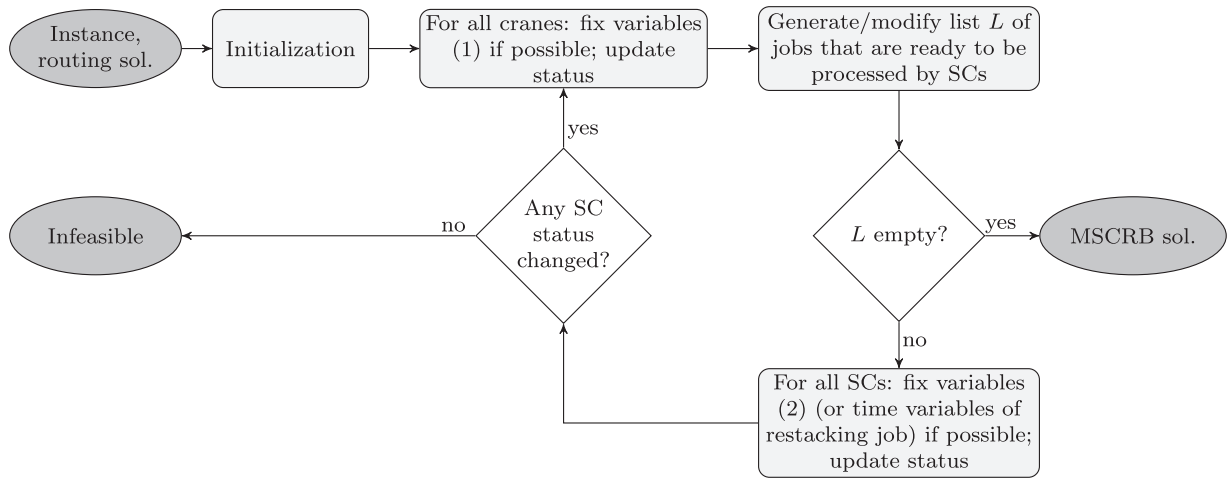 Instance,
routing sol.
Initialization
For all cranes: fix variables
(1) if possible; update
status
Generate/modify list L of
jobs that are ready to be
processed by SCs
yes
Infeasible
no
Any SC
status
changed?
L empty?
yes
MSCRB sol.
no
For all SCs: fix variables
(2) (or time variables of
restacking job) if possible;
update status